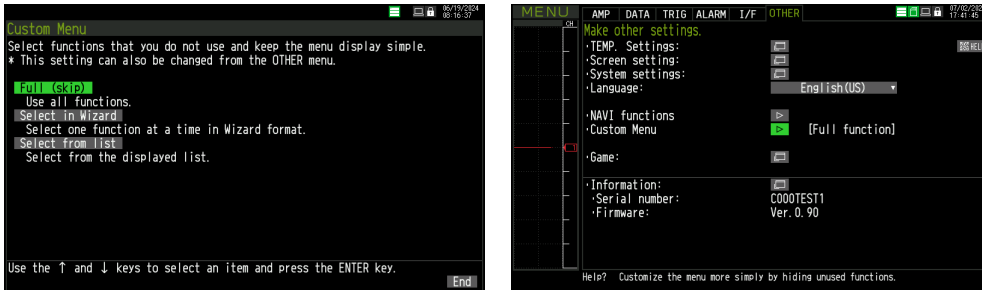 06/19/2024
08:16:37
Custom Menu
Select functions that you do not use and keep the menu display simple.
* This setting can also be changed from the OTHER menu.
Full (skip)
Use all functions.
Select in Wizard
Select one function at a time in Wizard format.
Select from list
Select from the displayed list.
Use the ↑ and ↓ keys to select an item and press the ENTER key.
End
MENU
AMP DATA TRIG ALARM I/F OTHER
17:41:45
CH
Make other settings.
・TEMP. Settings:
・Screen setting:
・System settings:
・Language: English(US)
・NAVI functions
・Custom Menu [Full function]
・Game:
・Information:
・Serial number: C000TEST1
・Firmware: Ver.0.90
Help? Customize the menu more simply by hiding unused functions.